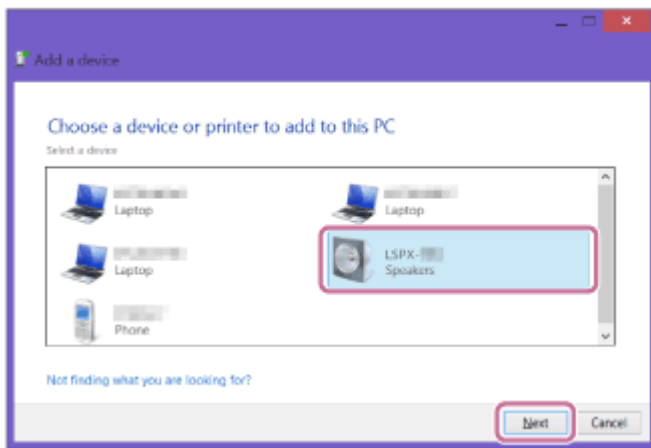 Add a device
Choose a device or printer to add to this PC
Select a device
Laptop
Laptop
Laptop
LSPX-
Speakers
Phone
Not finding what you are looking for?
Next
Cancel